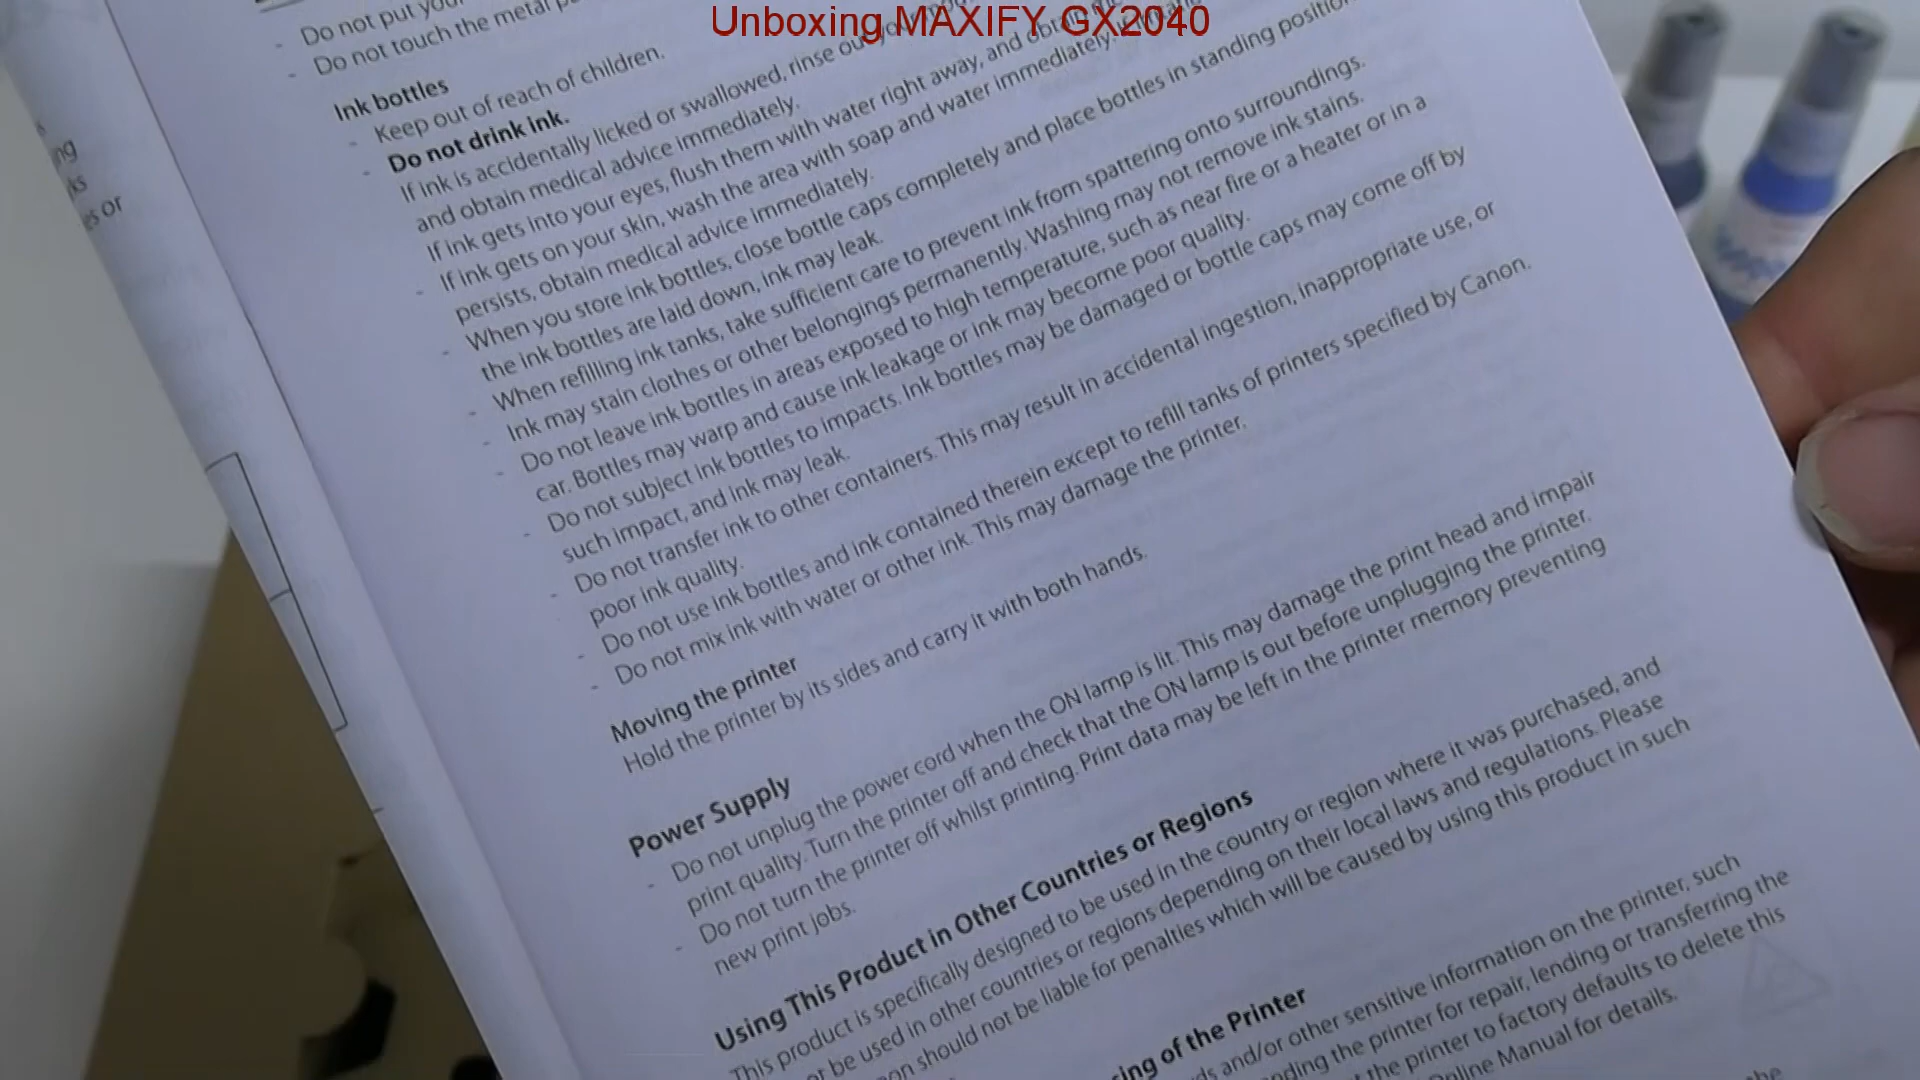 Unboxing MAXIFY GX2040
- Do not put you
- Do not touch the metal
Ink bottles
- Keep out of reach of children.
- Do not drink ink.
If ink is accidentally licked or swallowed, rinse out
and obtain medical advice immediately.
If ink gets into your eyes, flush them with water right away, and obtain
If ink gets on your skin, wash the area with soap and water immediately.
persists, obtain medical advice immediately.
- When you store ink bottles, close bottle caps completely and place bottles in standing position
the ink bottles are laid down, ink may leak.
- When refilling ink tanks, take sufficient care to prevent ink from spattering onto surroundings.
- Ink may stain clothes or other belongings permanently. Washing may not remove ink stains.
- Do not leave ink bottles in areas exposed to high temperature, such as near fire or a heater or in a
car. Bottles may warp and cause ink leakage or ink may become poor quality.
- Do not subject ink bottles to impacts. Ink bottles may be damaged or bottle caps may come off by
such impact, and ink may leak.
- Do not transfer ink to other containers. This may result in accidental ingestion, inappropriate use, or
poor ink quality.
- Do not use ink bottles and ink contained therein except to refill tanks of printers specified by Canon.
- Do not mix ink with water or other ink. This may damage the printer.
Moving the printer
Hold the printer by its sides and carry it with both hands.
Power Supply
- Do not unplug the power cord when the ON lamp is lit. This may damage the print head and impair
print quality. Turn the printer off and check that the ON lamp is out before unplugging the printer.
- Do not turn the printer off whilst printing. Print data may be left in the printer memory preventing
new print jobs.
Using This Product in Other Countries or Regions
This product is specifically designed to be used in the country or region where it was purchased, and
be used in other countries or regions depending on their local laws and regulations. Please
should not be liable for penalties which will be caused by using this product in such
of the Printer
and/or other sensitive information on the printer, such
the printer for repair, lending or transferring the
the printer to factory defaults to delete this
Manual for details.
the
ng
ks
es or